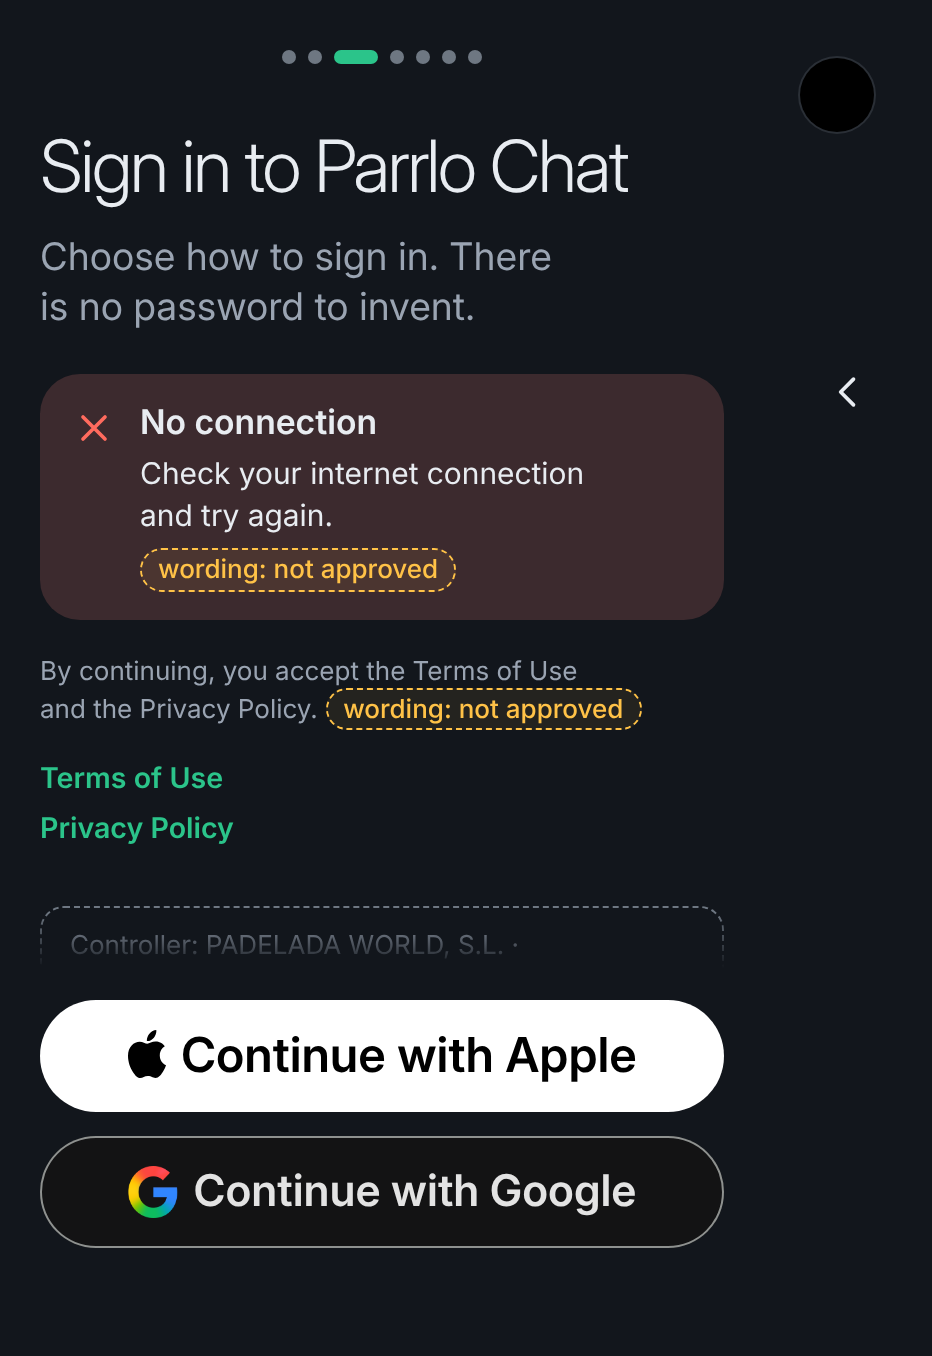 Sign in to Parrlo Chat
Choose how to sign in. There
is no password to invent.
No connection
Check your internet connection
and try again.
wording: not approved
By continuing, you accept the Terms of Use
and the Privacy Policy. wording: not approved
Terms of Use
Privacy Policy
Controller: PADELADA WORLD, S.L. ·
Continue with Apple
Continue with Google